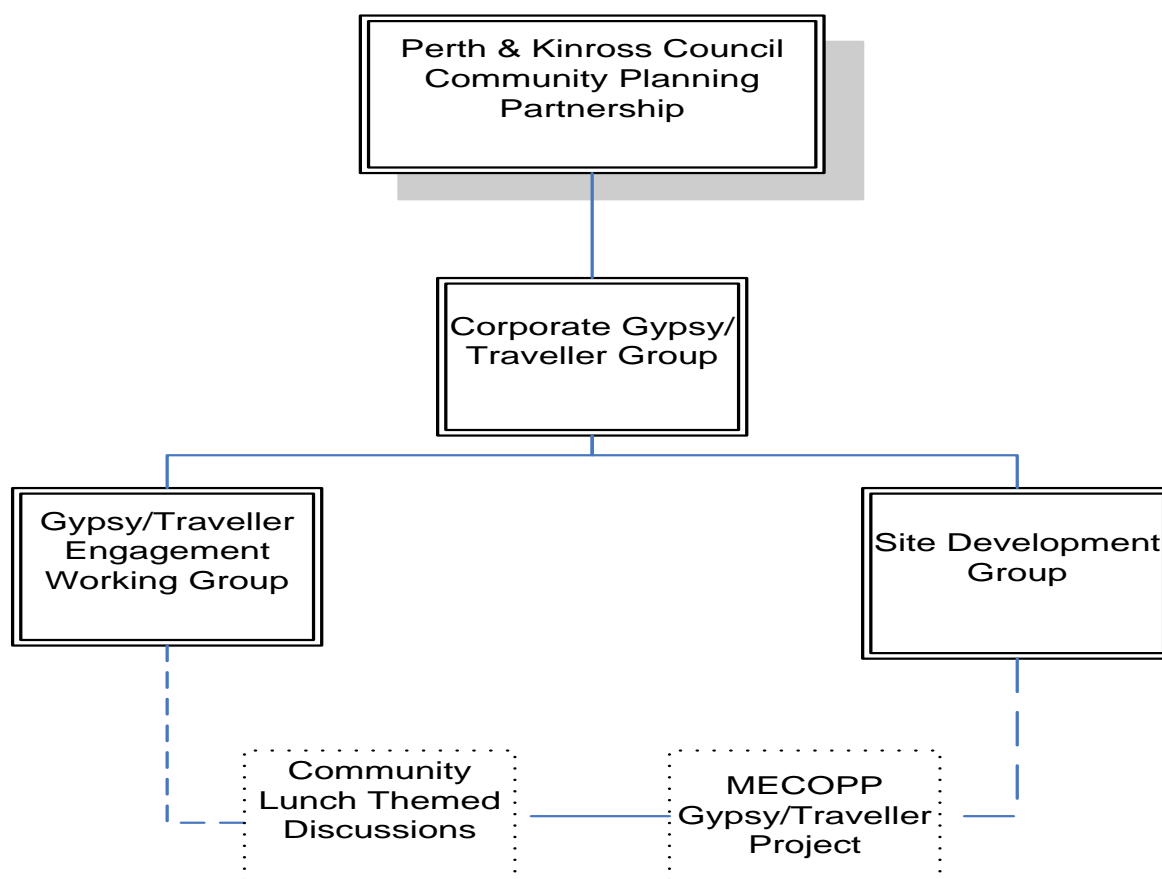 Perth & Kinross Council
Community Planning
Partnership
Corporate Gypsy/
Traveller Group
Gypsy/Traveller
Engagement
Working Group
Site Development
Group
Community
Lunch Themed
Discussions
MECOPP
Gypsy/Traveller
Project